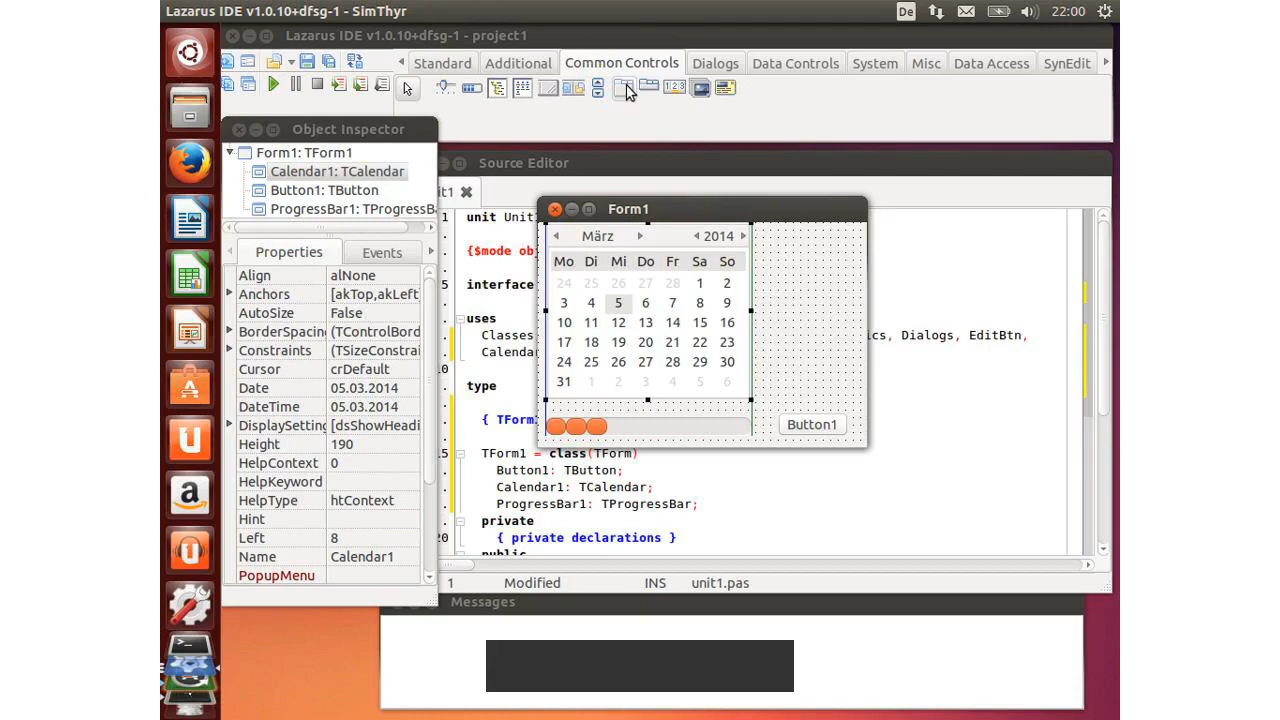 Lazarus IDE v1.0.10+dfsg-1 - SimThyr
De
22:00
Lazarus IDE v1.0.10+dfsg-1 - project1
Standard
Additional
Common Controls
Dialogs
Data Controls
System
Misc
Data Access
SynEdit
Object Inspector
Form1: TForm1
Calendar1: TCalendar
Button1: TButton
ProgressBar1: TProgressBa
Properties
Events
Align alNone
Anchors [akTop,akLeft
AutoSize False
BorderSpacing (TControlBord
Constraints (TSizeConstrai
Cursor crDefault
Date 05.03.2014
DateTime 05.03.2014
DisplaySetting [dsShowHeadi
Height 190
HelpContext 0
HelpKeyword
HelpType htContext
Hint
Left 8
Name Calendar1
PopupMenu
Source Editor
it1
unit Unit
{$mode ob
interface
uses
Classes
cs, Dialogs, EditBtn,
Calenda
10
type
{ TForm
15
TForm1 = class(TForm)
Button1: TButton;
Calendar1: TCalendar;
ProgressBar1: TProgressBar;
private
20
{ private declarations }
public
1
Modified
INS
unit1.pas
Form1
März
2014
Mo Di Mi Do Fr Sa So
24 25 26 27 28 1 2
3 4 5 6 7 8 9
10 11 12 13 14 15 16
17 18 19 20 21 22 23
24 25 26 27 28 29 30
31 1 2 3 4 5 6
Button1
Messages